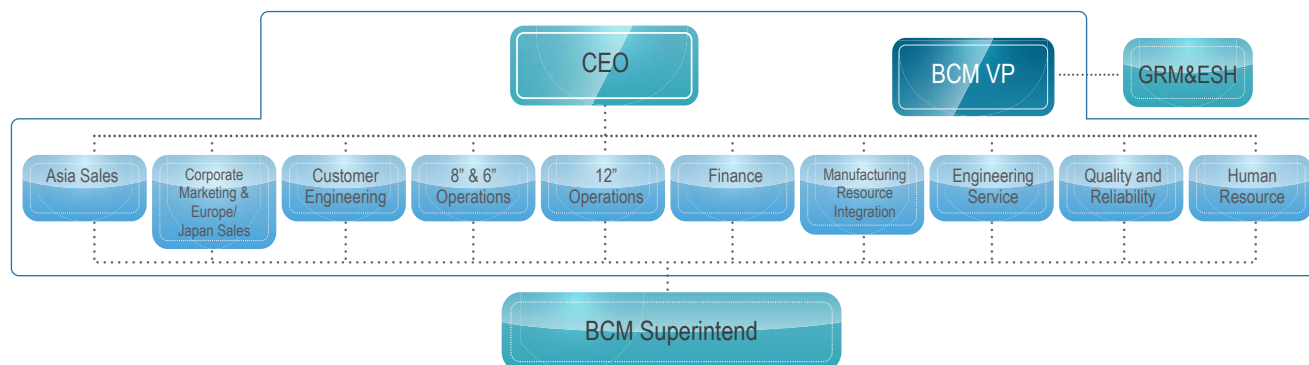 CEO
BCM VP
GRM&ESH
Asia Sales
Corporate
Marketing &
Europe/
Japan Sales
Customer
Engineering
8” & 6”
Operations
12”
Operations
Finance
Manufacturing
Resource
Integration
Engineering
Service
Quality and
Reliability
Human
Resource
BCM Superintend